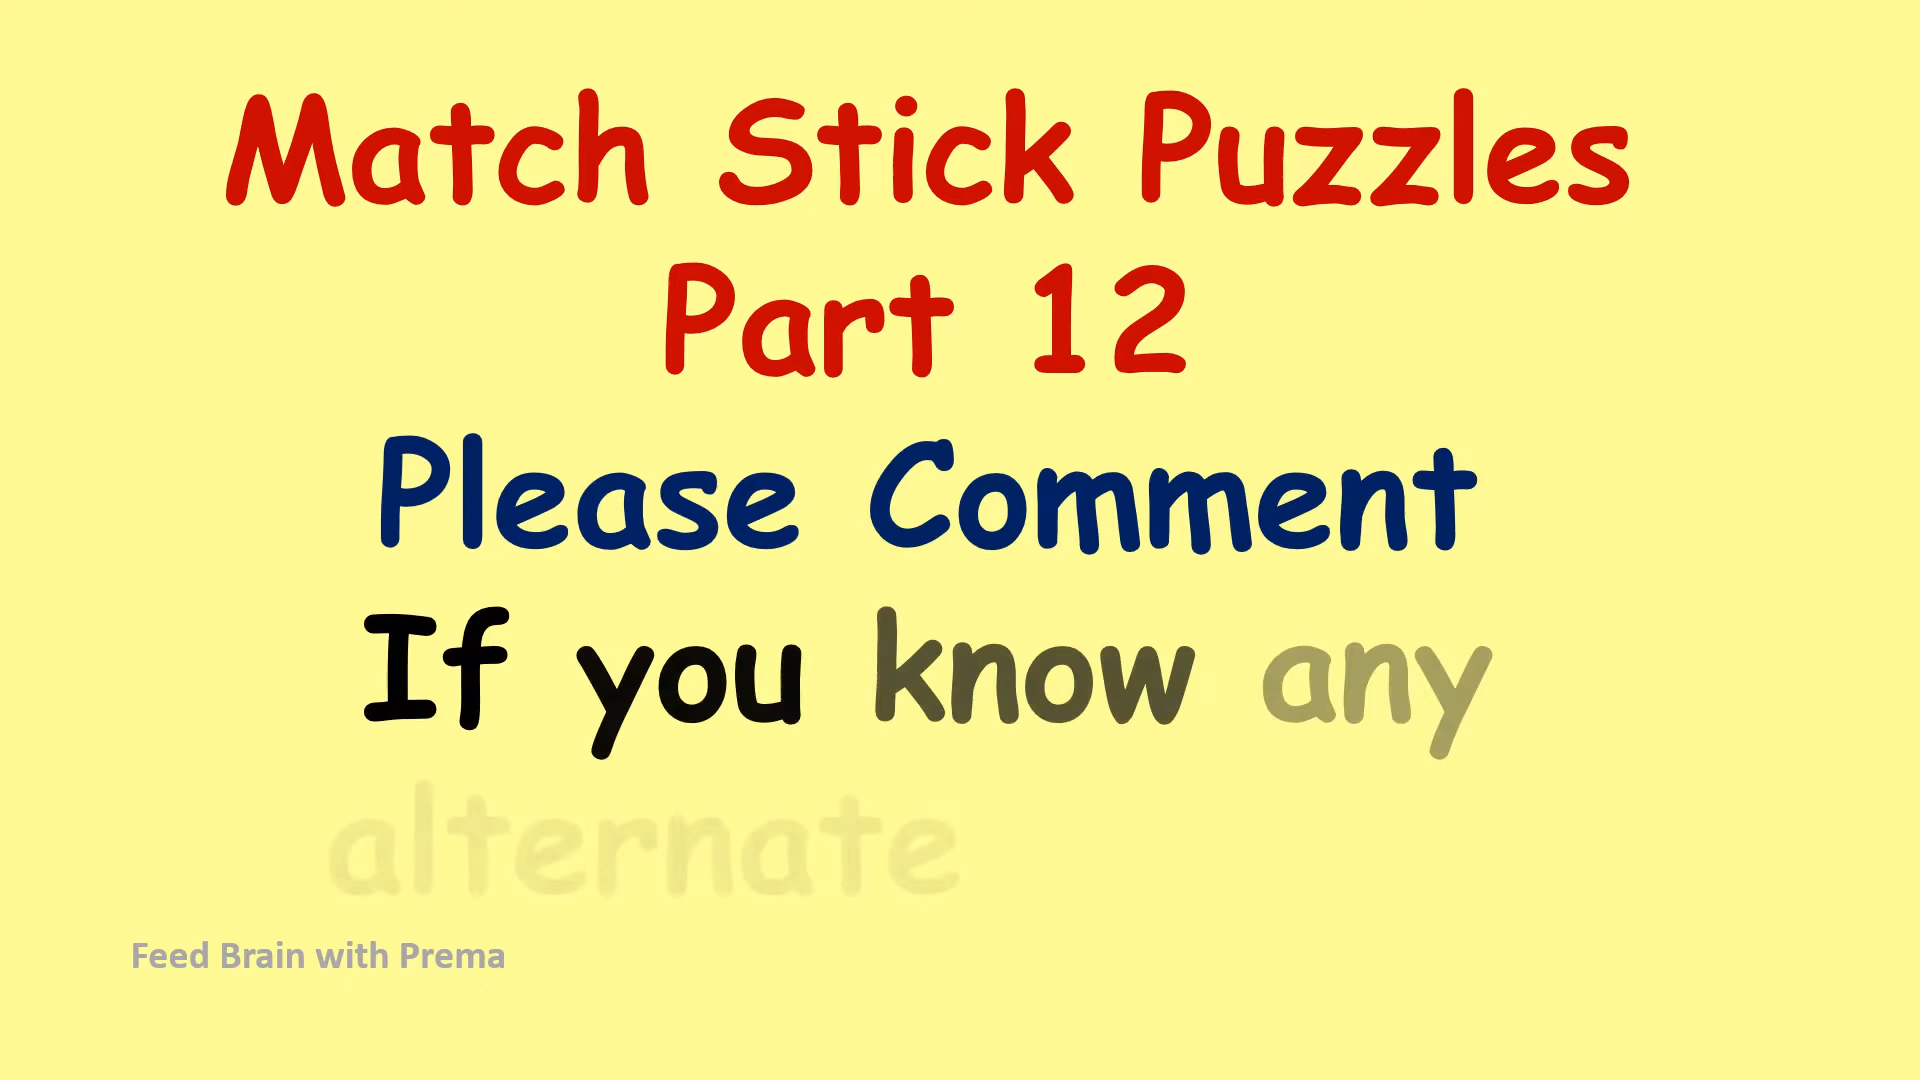 Match Stick Puzzles
Part 12
Please Comment
If you know any
alternate
Feed Brain with Prema